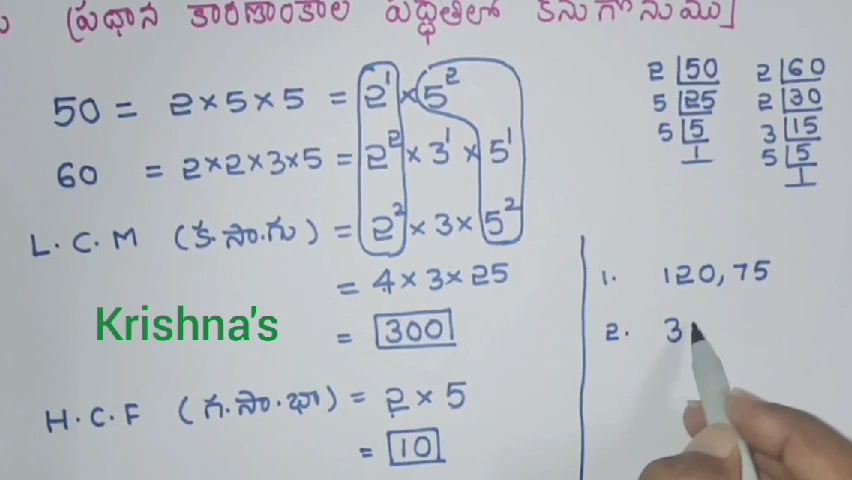 (ప్రధాన కారణాంకాల పద్ధతిలో కనుగొనుము)
50 = 2×5×5 = 2¹×5²
60 = 2×2×3×5 = 2²×3¹×5¹
L.C.M (క.సా.గు) = 2²×3×5²
= 4×3×25
= 300
H.C.F (గ.సా.భా) = 2×5
= 10
Krishna's
2 50
5 25
5 5
1
2 60
2 30
3 15
5 5
1
1. 120, 75
2. 3